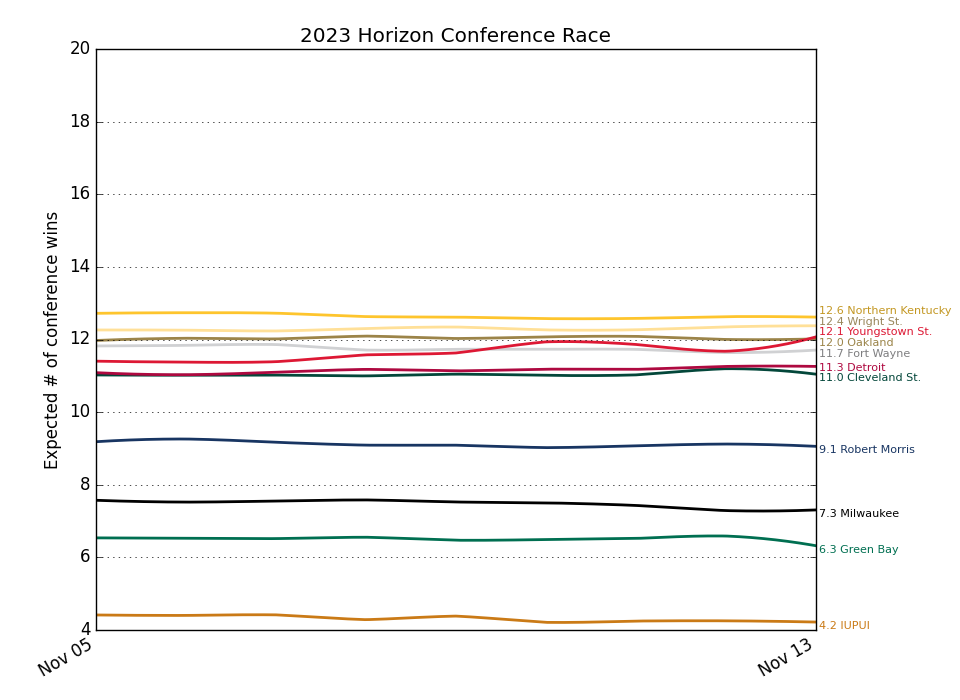 2023 Horizon Conference Race
Expected # of conference wins
20
18
16
14
12
10
8
6
4
Nov 05
Nov 13
12.6 Northern Kentucky
12.4 Wright St.
12.1 Youngstown St.
12.0 Oakland
11.7 Fort Wayne
11.3 Detroit
11.0 Cleveland St.
9.1 Robert Morris
7.3 Milwaukee
6.3 Green Bay
4.2 IUPUI